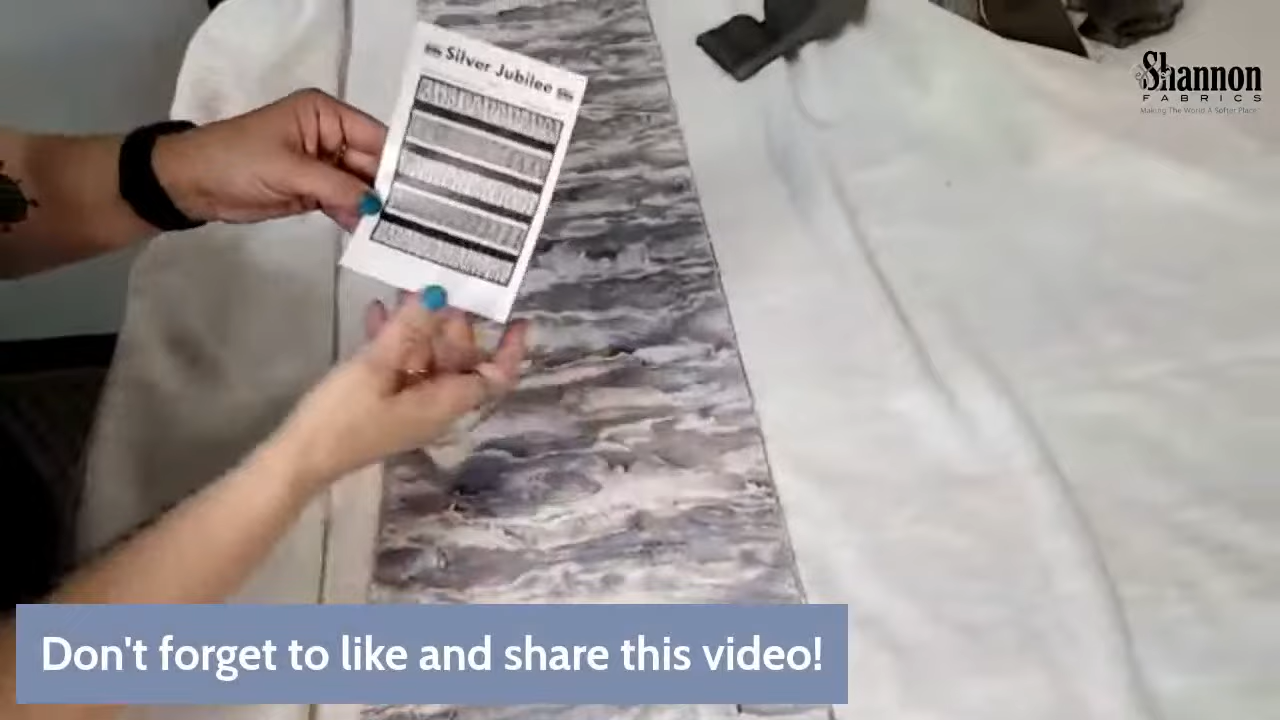 Silver Jubilee
Shannon
FABRICS
Making The World A Softer Place
Don't forget to like and share this video!